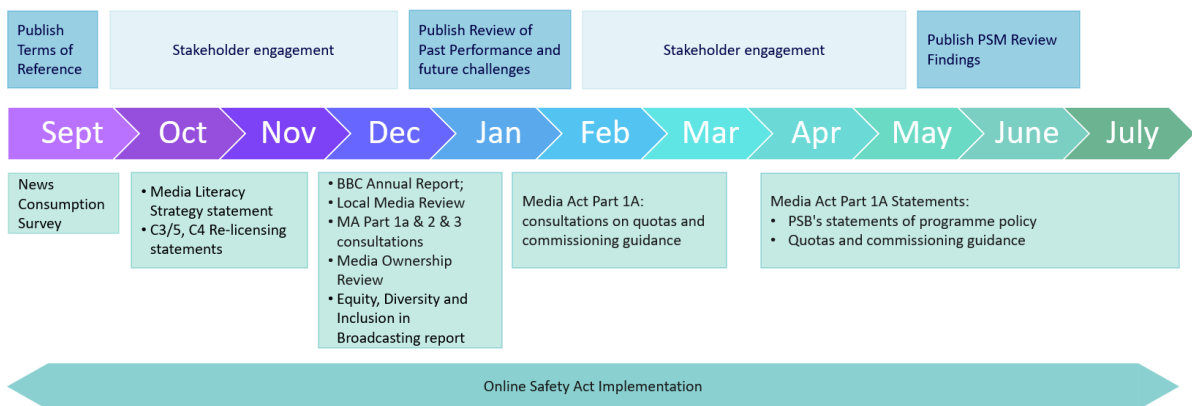 Publish
Terms of
Reference
Stakeholder engagement
Publish Review of
Past Performance and
future challenges
Stakeholder engagement
Publish PSM Review
Findings
Sept
Oct
Nov
Dec
Jan
Feb
Mar
Apr
May
June
July
News
Consumption
Survey
• Media Literacy
Strategy statement
• C3/5, C4 Re-licensing
statements
• BBC Annual Report;
• Local Media Review
• MA Part 1a & 2 & 3
consultations
• Media Ownership
Review
• Equity, Diversity and
Inclusion in
Broadcasting report
Media Act Part 1A:
consultations on quotas and
commissioning guidance
Media Act Part 1A Statements:
• PSB's statements of programme policy
• Quotas and commissioning guidance
Online Safety Act Implementation